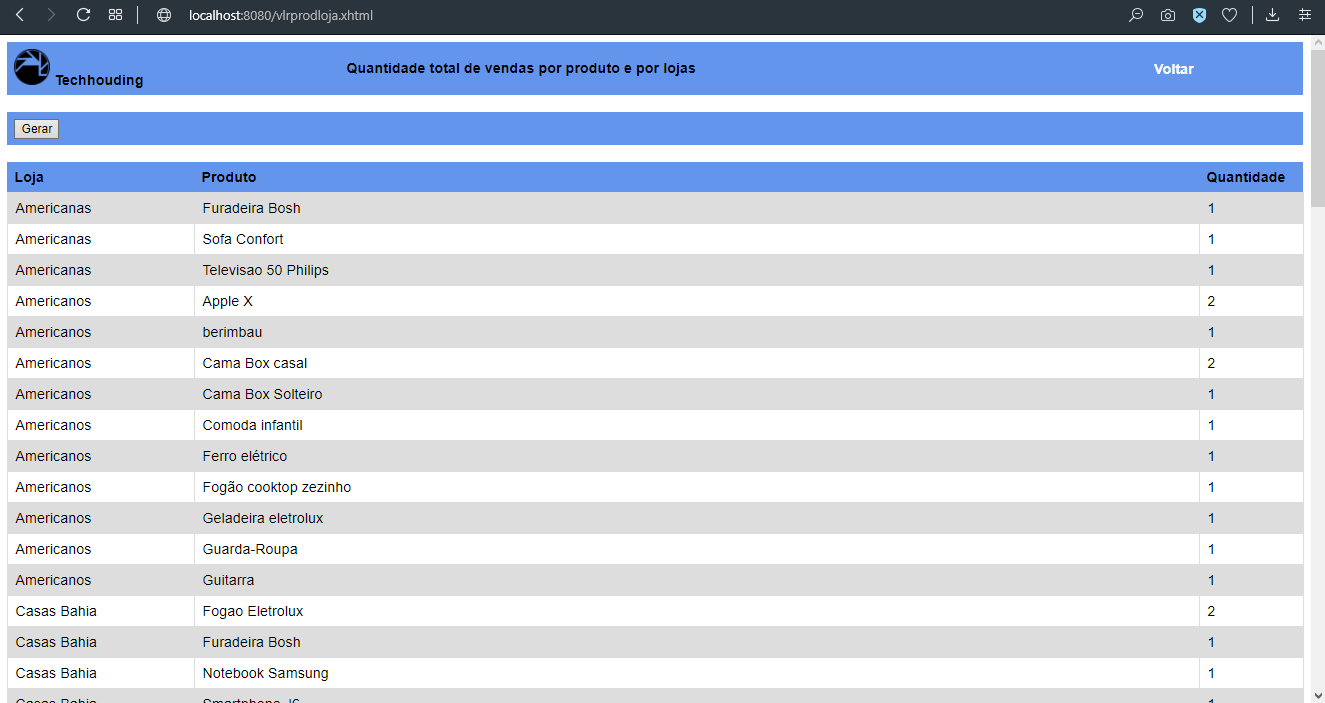 localhost:8080/vlrprodloja.xhtml
Techhouding
Quantidade total de vendas por produto e por lojas
Voltar
Gerar
Loja Produto Quantidade
Americanas Furadeira Bosh 1
Americanas Sofa Confort 1
Americanas Televisao 50 Philips 1
Americanos Apple X 2
Americanos berimbau 1
Americanos Cama Box casal 2
Americanos Cama Box Solteiro 1
Americanos Comoda infantil 1
Americanos Ferro elétrico 1
Americanos Fogão cooktop zezinho 1
Americanos Geladeira eletrolux 1
Americanos Guarda-Roupa 1
Americanos Guitarra 1
Casas Bahia Fogao Eletrolux 2
Casas Bahia Furadeira Bosh 1
Casas Bahia Notebook Samsung 1
Casas Bahia Smartphone